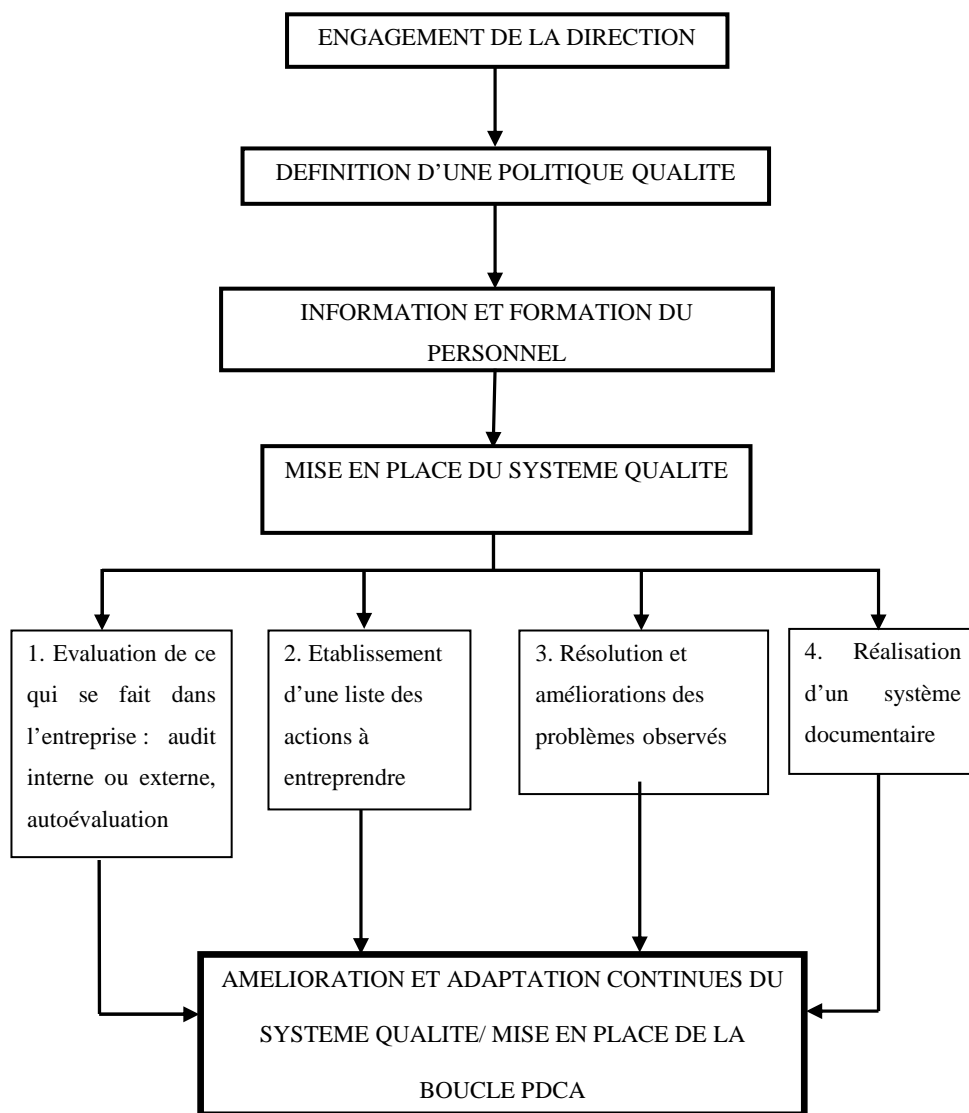 ENGAGEMENT DE LA DIRECTION
DEFINITION D’UNE POLITIQUE QUALITE
INFORMATION ET FORMATION DU
PERSONNEL
MISE EN PLACE DU SYSTEME QUALITE
1. Evaluation de ce
qui se fait dans
l’entreprise : audit
interne ou externe,
autoévaluation
2. Etablissement
d’une liste des
actions à
entreprendre
3. Résolution et
améliorations des
problèmes observés
4. Réalisation
d’un système
documentaire
AMELIORATION ET ADAPTATION CONTINUES DU
SYSTEME QUALITE/ MISE EN PLACE DE LA
BOUCLE PDCA